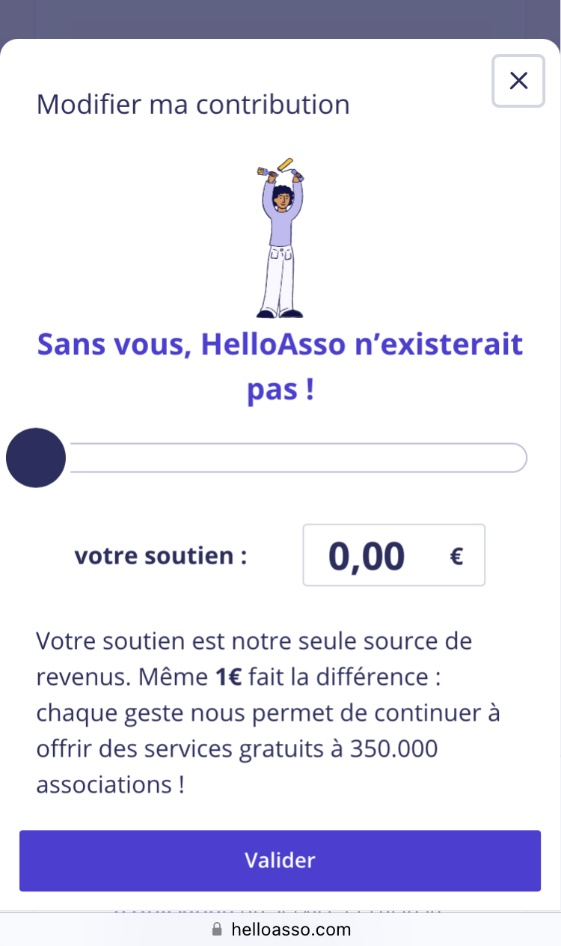 Modifier ma contribution
Sans vous, HelloAsso n’existerait
pas !
votre soutien :
0,00 €
Votre soutien est notre seule source de
revenus. Même 1€ fait la différence :
chaque geste nous permet de continuer à
offrir des services gratuits à 350.000
associations !
Valider
helloasso.com